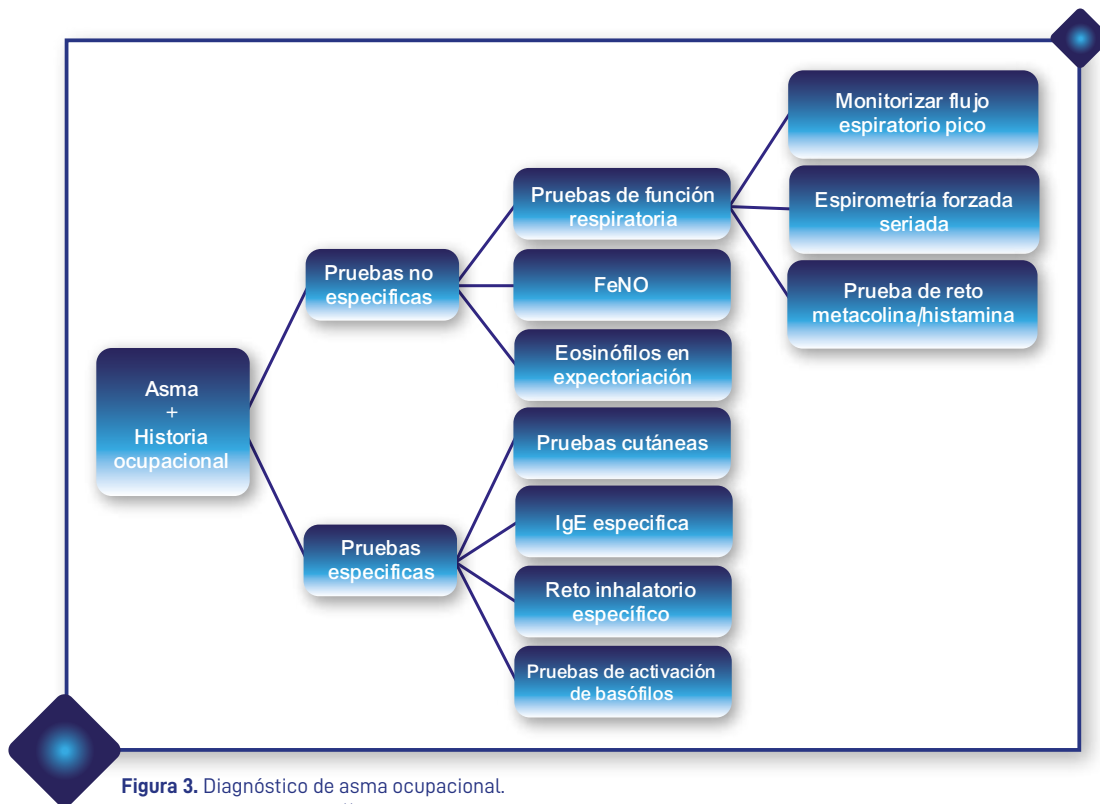 Monitorizar flujo
espiratorio pico
Pruebas de función
respiratoria
Espirometría forzada
seriada
Pruebas no
especificas
FeNO
Prueba de reto
metacolina/histamina
Eosinófilos en
expectoriación
Asma
+
Historia
ocupacional
Pruebas cutáneas
IgE especifica
Pruebas
especificas
Reto inhalatorio
específico
Pruebas de activación
de basófilos
Figura 3. Diagnóstico de asma ocupacional.